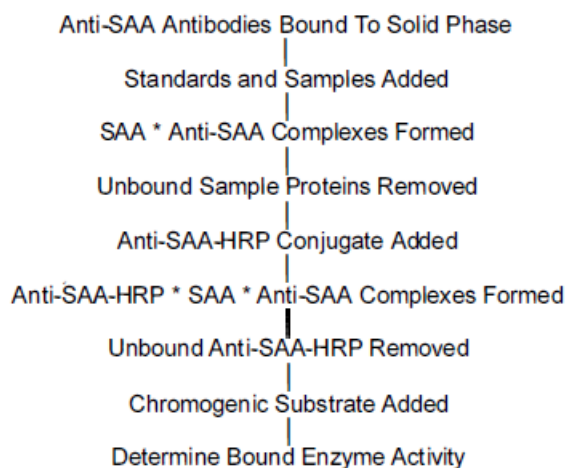 Anti-SAA Antibodies Bound To Solid Phase
Standards and Samples Added
SAA * Anti-SAA Complexes Formed
Unbound Sample Proteins Removed
Anti-SAA-HRP Conjugate Added
Anti-SAA-HRP * SAA * Anti-SAA Complexes Formed
Unbound Anti-SAA-HRP Removed
Chromogenic Substrate Added
Determine Bound Enzyme Activity